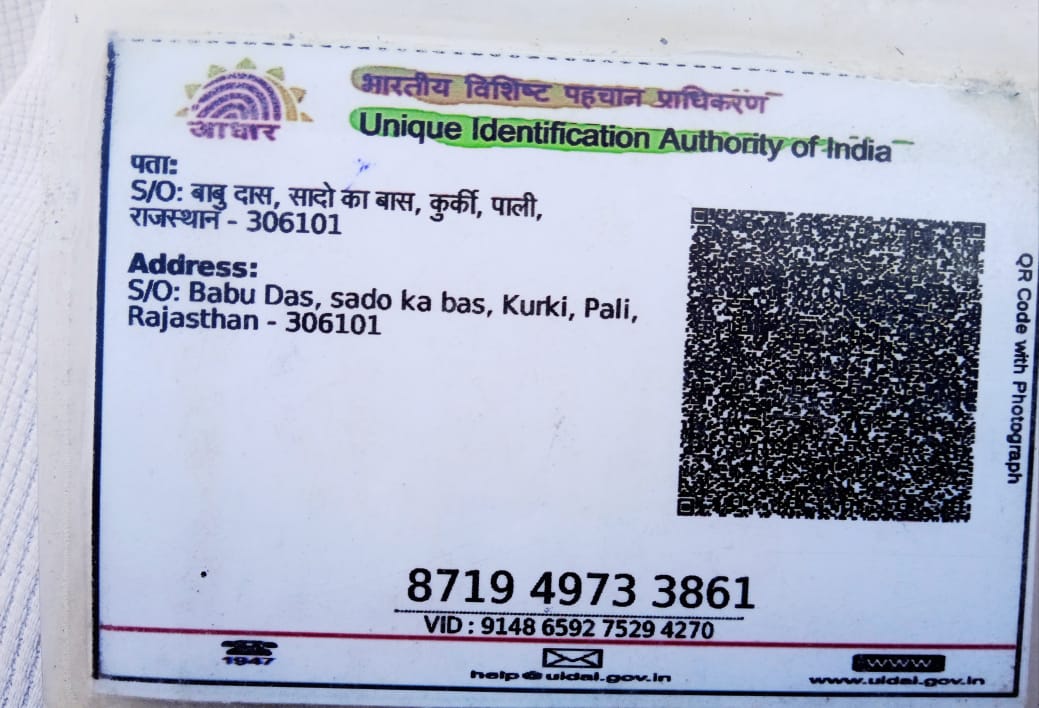 आधार
भारतीय विशिष्ट पहचान प्राधिकरण
Unique Identification Authority of India
पता:
S/O: बाबु दास, सादो का बास, कुर्की, पाली,
राजस्थान - 306101
Address:
S/O: Babu Das, sado ka bas, Kurki, Pali,
Rajasthan - 306101
QR Code with Photograph
8719 4973 3861
VID : 9148 6592 7529 4270
1947
help@uidai.gov.in
www
www.uidai.gov.in